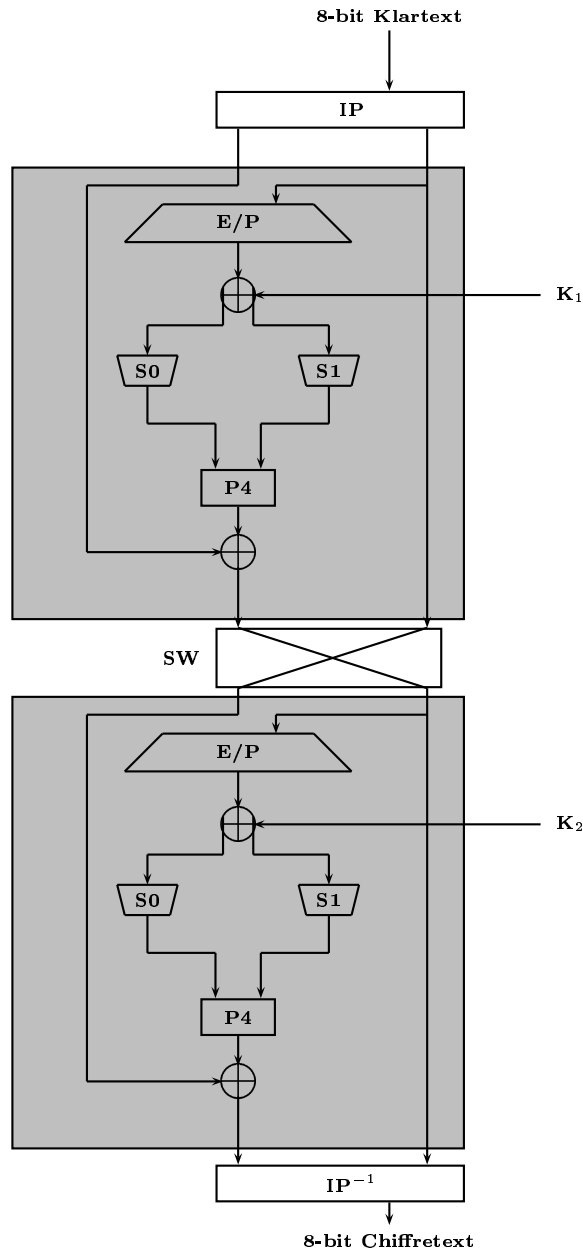 8-bit Klartext
IP
E/P
K₁
S0 S1
P4
SW
E/P
K₂
S0 S1
P4
IP⁻¹
8-bit Chiffretext